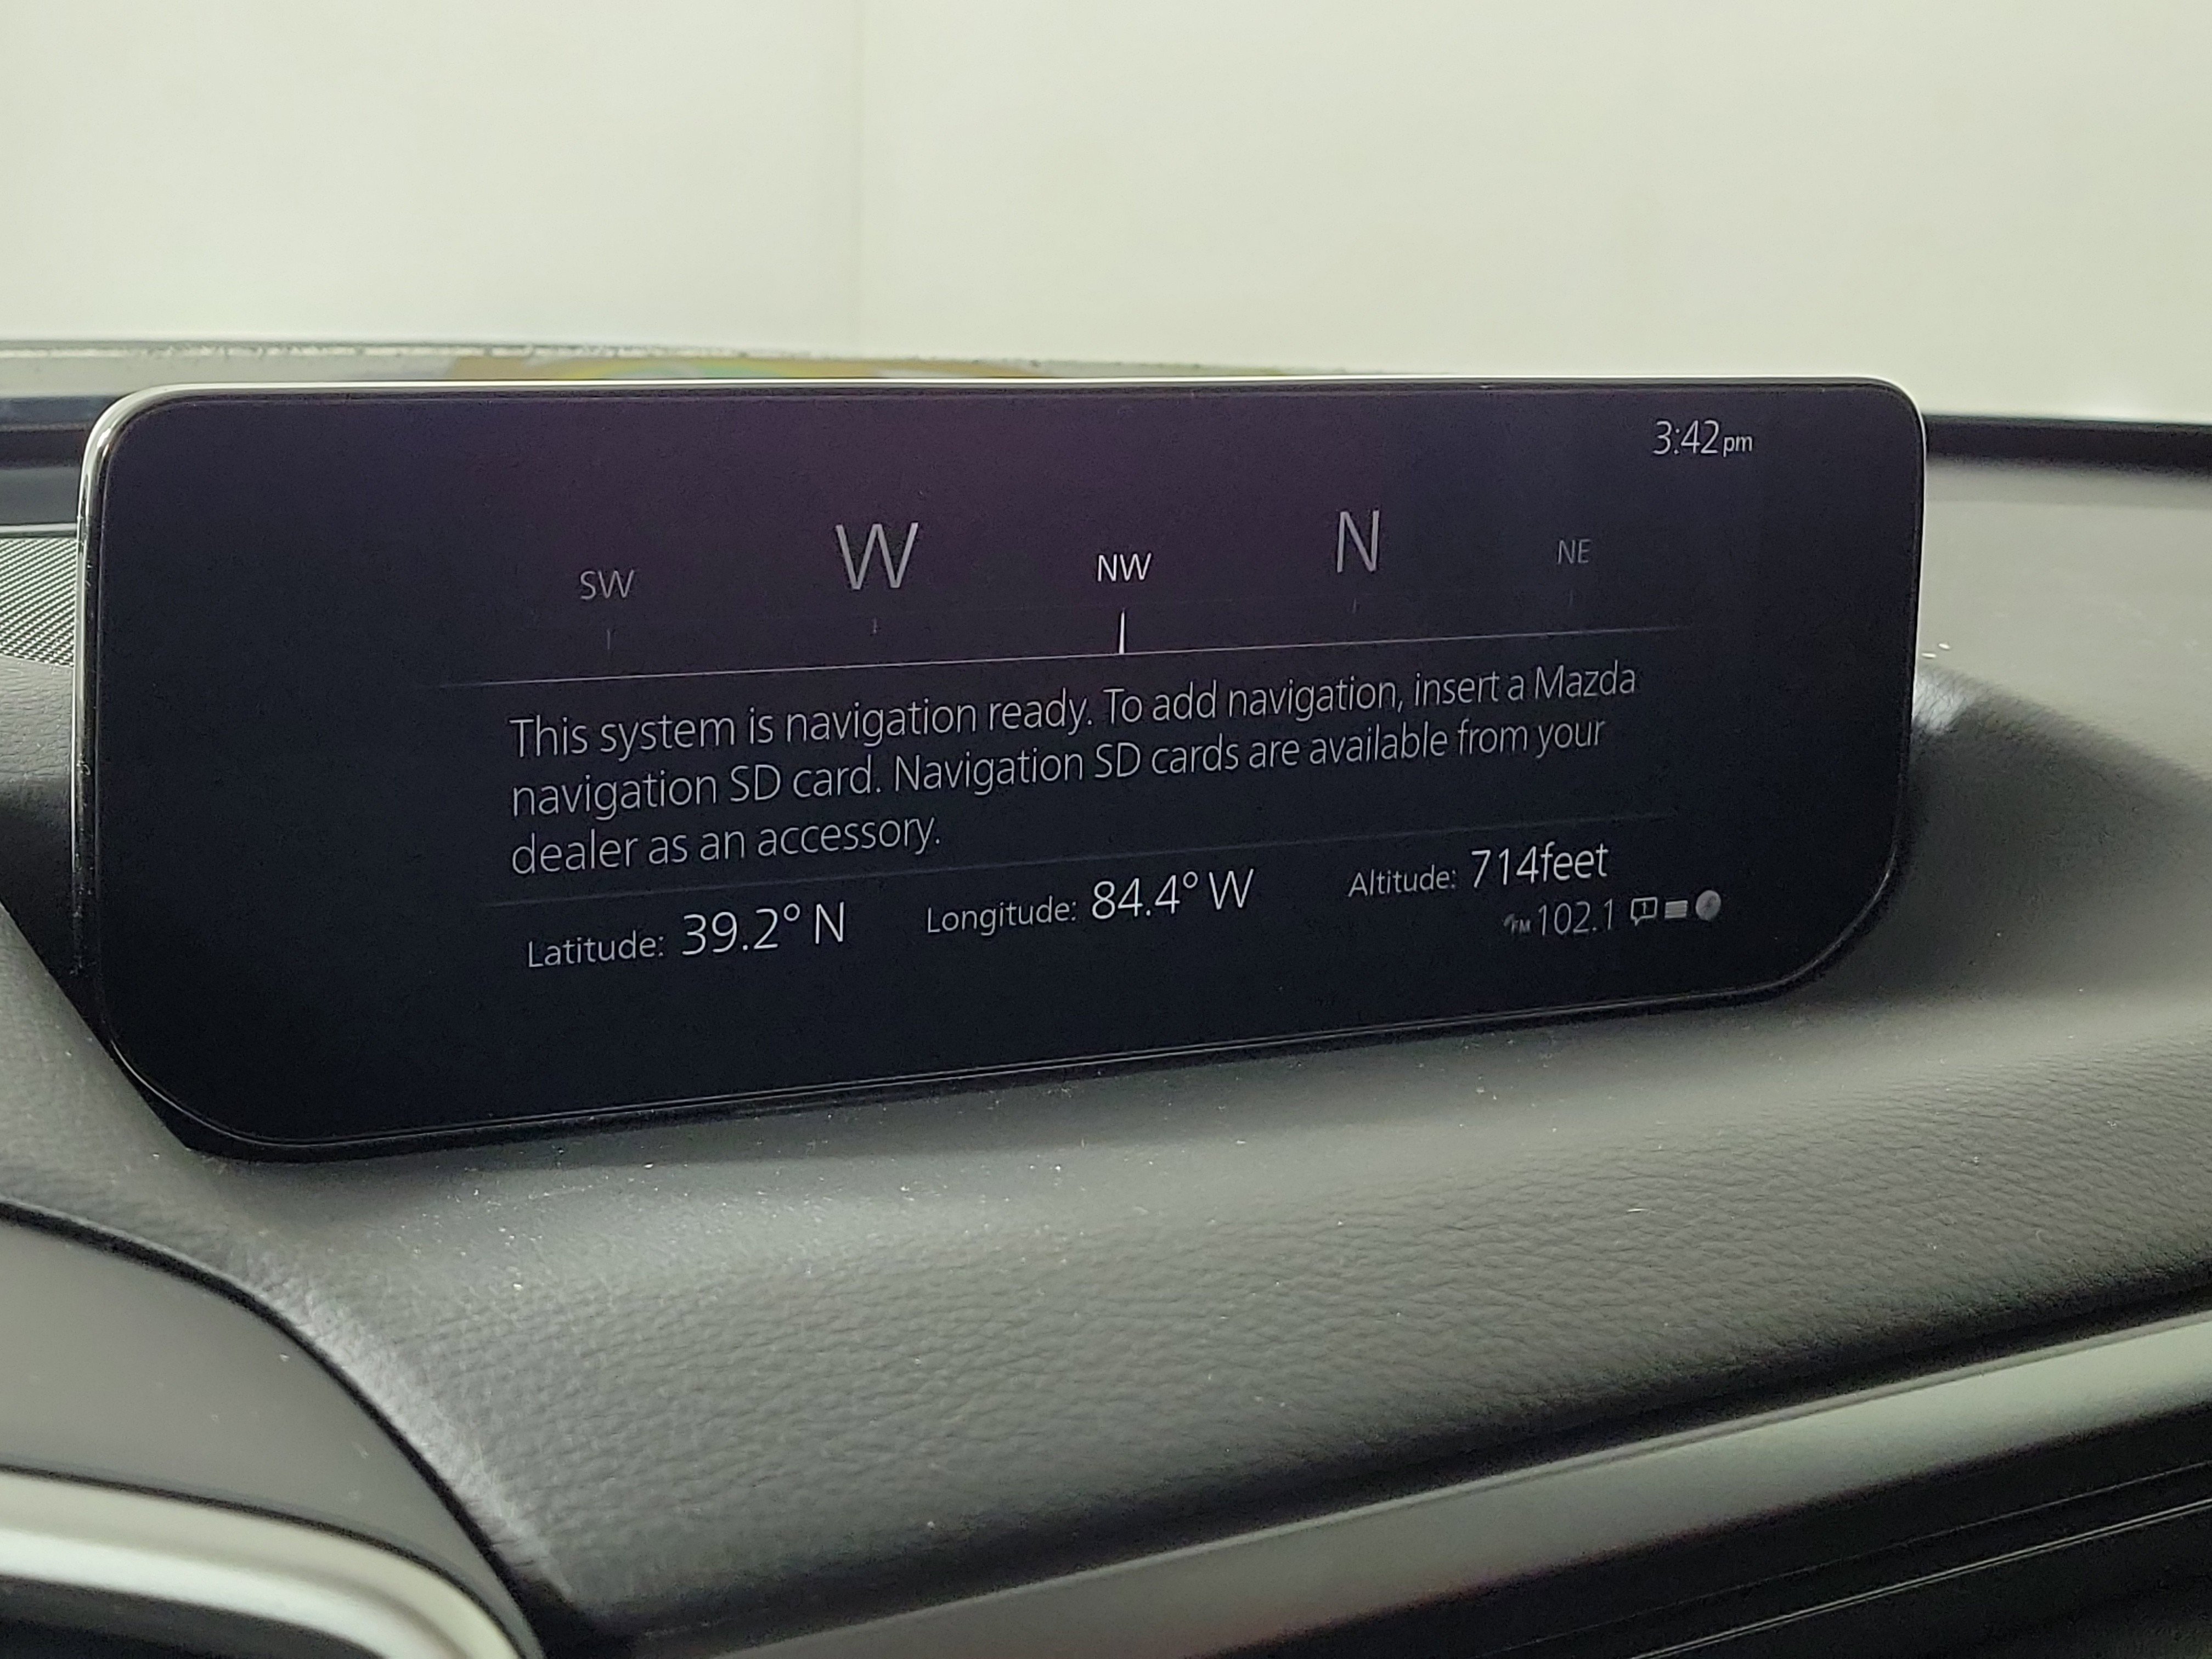 3:42pm
SW W NW N NE
This system is navigation ready. To add navigation, insert a Mazda
navigation SD card. Navigation SD cards are available from your
dealer as an accessory.
Latitude: 39.2° N Longitude: 84.4° W Altitude: 714feet
FM 102.1 1